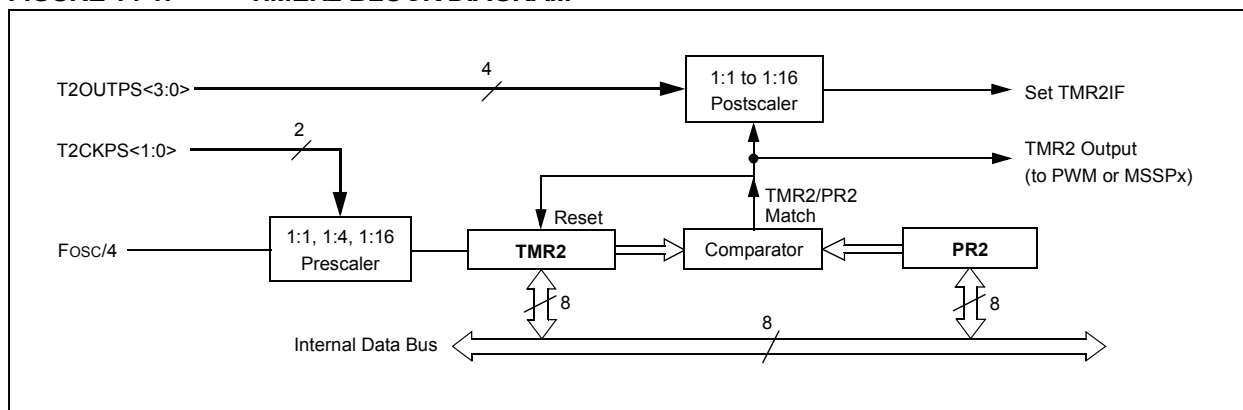 4
1:1 to 1:16
Postscaler
T2OUTPS<3:0>
Set TMR2IF
2
T2CKPS<1:0>
TMR2 Output
(to PWM or MSSPx)
TMR2/PR2
Match
Reset
1:1, 1:4, 1:16
Prescaler
FOSC/4
TMR2
Comparator
PR2
8
8
8
Internal Data Bus